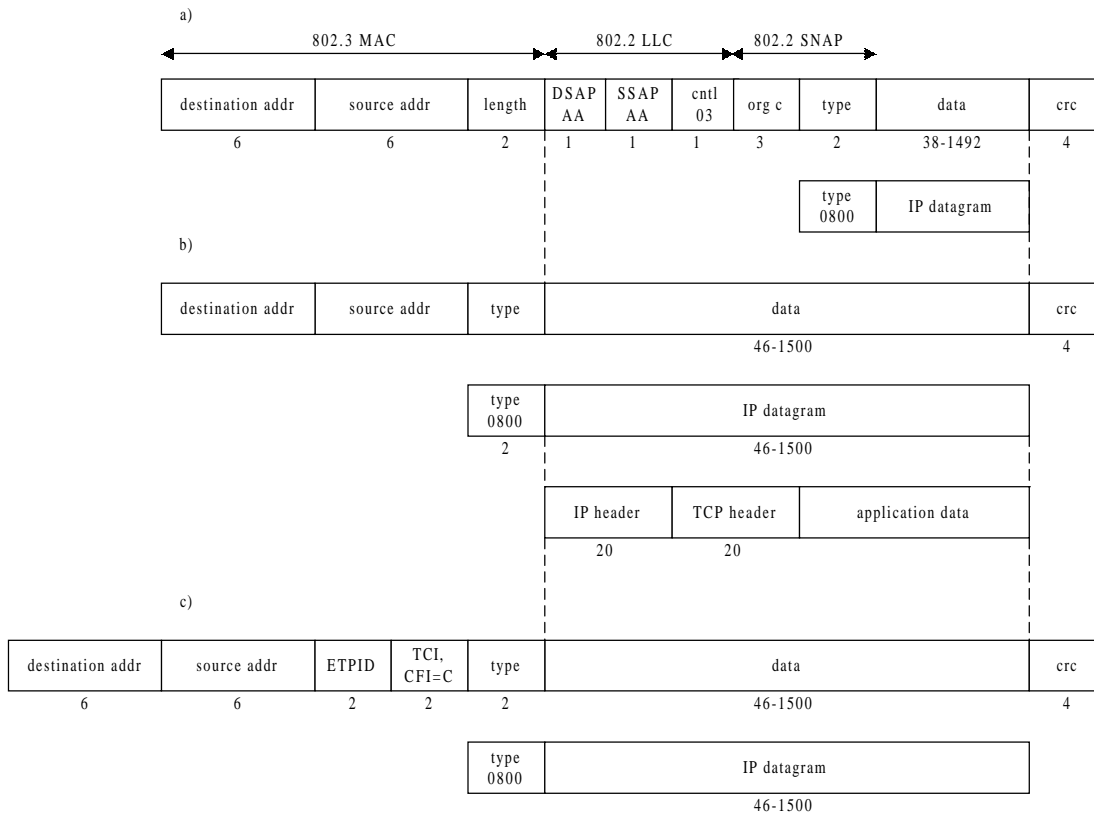 a)
802.3 MAC 802.2 LLC 802.2 SNAP
destination addr source addr length DSAP AA SSAP AA cntl 03 org c type data crc
6 6 2 1 1 1 3 2 38-1492 4
type 0800 IP datagram
b)
destination addr source addr type data crc
46-1500 4
type 0800 IP datagram
2 46-1500
IP header TCP header application data
20 20
c)
destination addr source addr ETPID TCI, CFI=C type data crc
6 6 2 2 2 46-1500 4
type 0800 IP datagram
46-1500